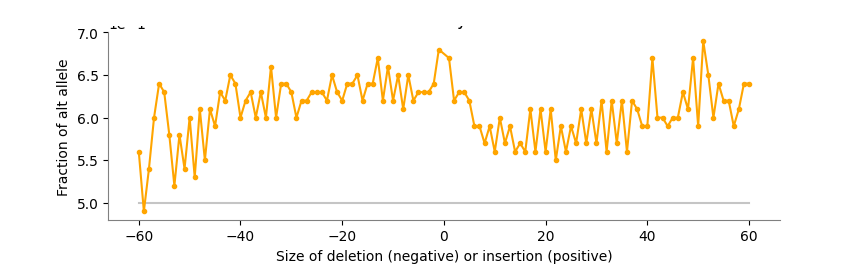 7.0
6.5
6.0
5.5
5.0
Fraction of alt allele
−60 −40 −20 0 20 40 60
Size of deletion (negative) or insertion (positive)